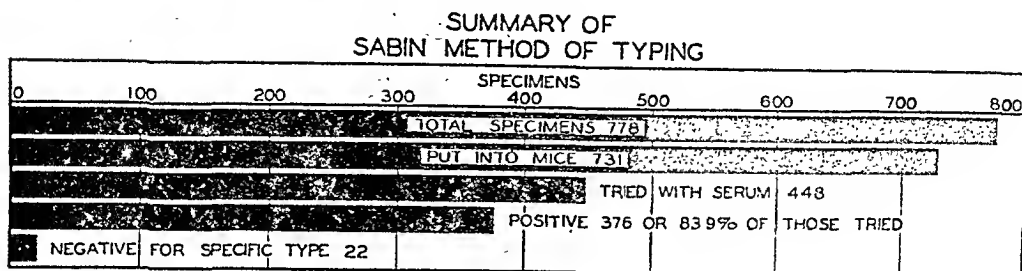 SUMMARY OF
SABIN METHOD OF TYPING
SPECIMENS
0 100 200 300 400 500 600 700 800
TOTAL SPECIMENS 778
PUT INTO MICE 731
TRIED WITH SERUM 448
POSITIVE 376 OR 83.9% OF THOSE TRIED
NEGATIVE FOR SPECIFIC TYPE 22